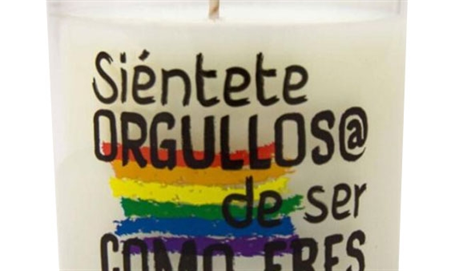 Siéntete
ORGULLOS@
de ser
COMO ERES